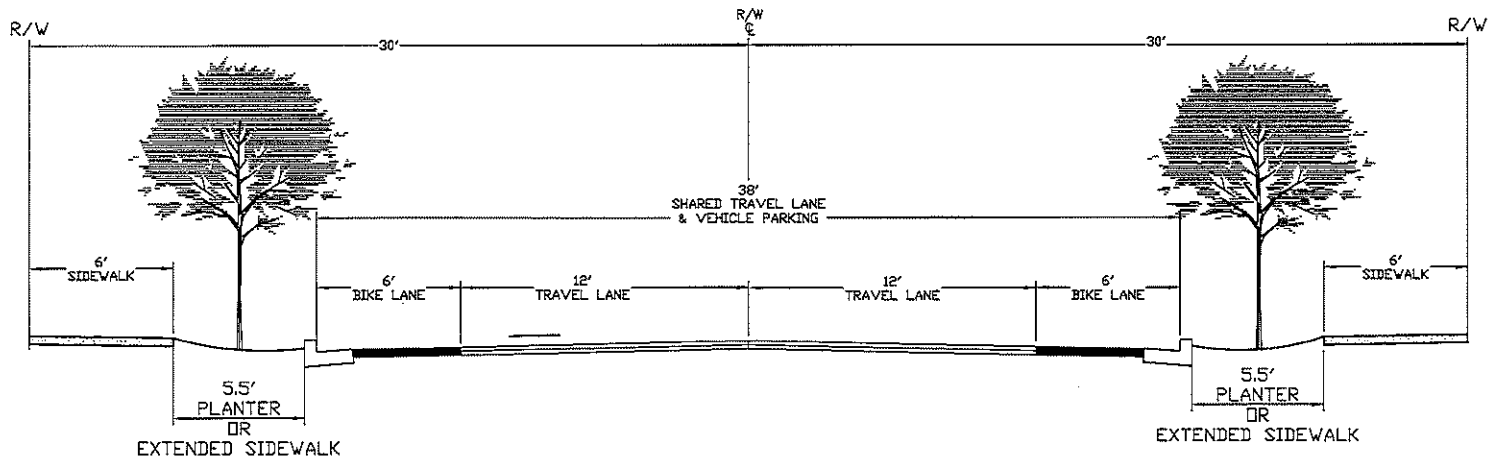 R/W
R/W
℄
R/W
30'
30'
38'
SHARED TRAVEL LANE
& VEHICLE PARKING
6'
SIDEWALK
6'
BIKE LANE
12'
TRAVEL LANE
12'
TRAVEL LANE
6'
BIKE LANE
6'
SIDEWALK
5.5'
PLANTER
OR
EXTENDED SIDEWALK
5.5'
PLANTER
OR
EXTENDED SIDEWALK